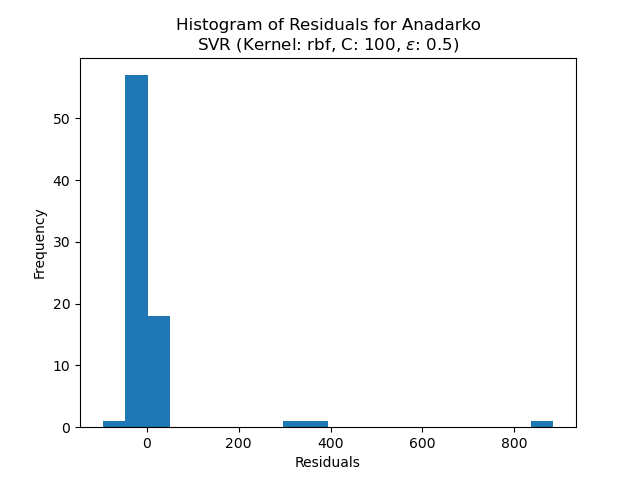 Histogram of Residuals for Anadarko
SVR (Kernel: rbf, C: 100, ε: 0.5)
50
40
30
20
10
0
Frequency
0 200 400 600 800
Residuals